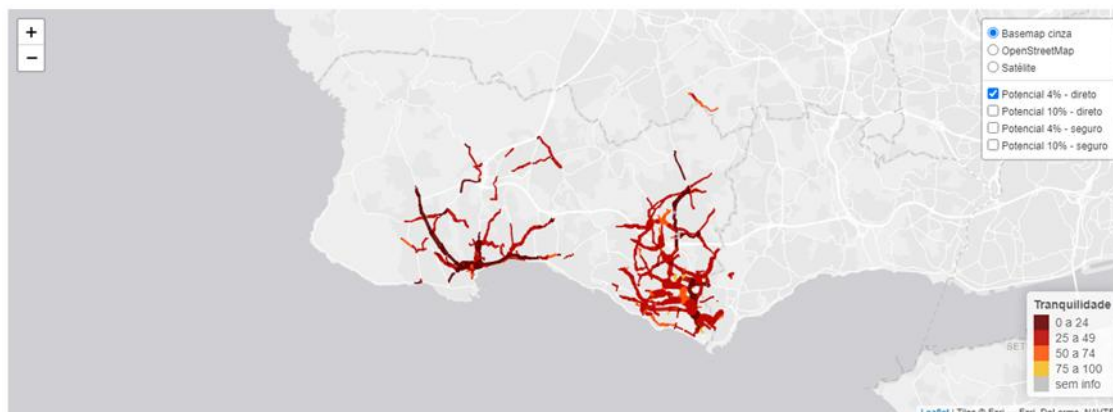 +
−
Basemap cinza
OpenStreetMap
Satélite
Potencial 4% - direto
Potencial 10% - direto
Potencial 4% - seguro
Potencial 10% - seguro
Tranquilidade
0 a 24
25 a 49
50 a 74
75 a 100
sem info
SET
Leaflet | Tiles © Esri — Esri, DeLorme, NAVTE